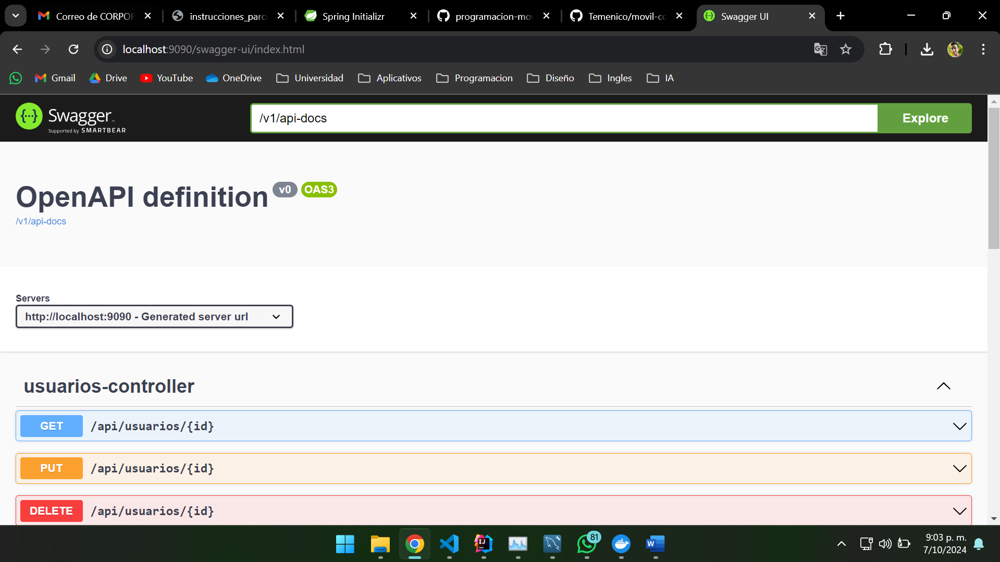 Correo de CORPOR
instrucciones_parci
Spring Initializr
programacion-mov
Temenico/movil-co
Swagger UI
localhost:9090/swagger-ui/index.html
Gmail
Drive
YouTube
OneDrive
Universidad
Aplicativos
Programacion
Diseño
Ingles
IA
Swagger
Supported by SMARTBEAR
/v1/api-docs
Explore
OpenAPI definition v0 OAS3
/v1/api-docs
Servers
http://localhost:9090 - Generated server url
usuarios-controller
GET /api/usuarios/{id}
PUT /api/usuarios/{id}
DELETE /api/usuarios/{id}
81
9:03 p. m.
7/10/2024